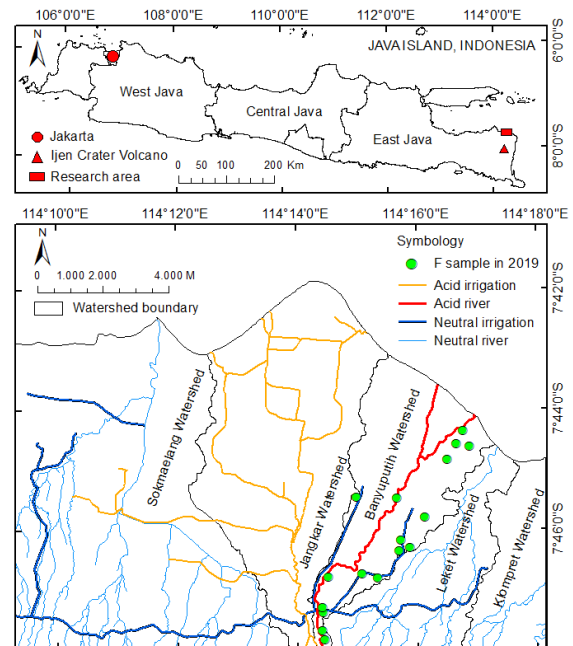 106°0'0"E 108°0'0"E 110°0'0"E 112°0'0"E 114°0'0"E
N
JAVA ISLAND, INDONESIA
6°0'0"S
West Java
Central Java
East Java
Jakarta
Ijen Crater Volcano
Research area
0 50 100 200 Km
8°0'0"S
114°10'0"E 114°12'0"E 114°14'0"E 114°16'0"E 114°18'0"E
N
0 1.000 2.000 4.000 M
Watershed boundary
Symbology
F sample in 2019
Acid irrigation
Acid river
Neutral irrigation
Neutral river
7°42'0"S
7°44'0"S
7°46'0"S
Sokmaelang Watershed
Jangkar Watershed
Banyuputih Watershed
Leket Watershed
Klompret Watershed